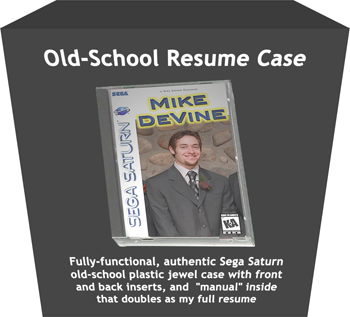 Old-School Resume Case
SEGA
MIKE
DEVINE
SEGA SATURN
K-A
Fully-functional, authentic Sega Saturn
old-school plastic jewel case with front
and back inserts, and "manual" inside
that doubles as my full resume